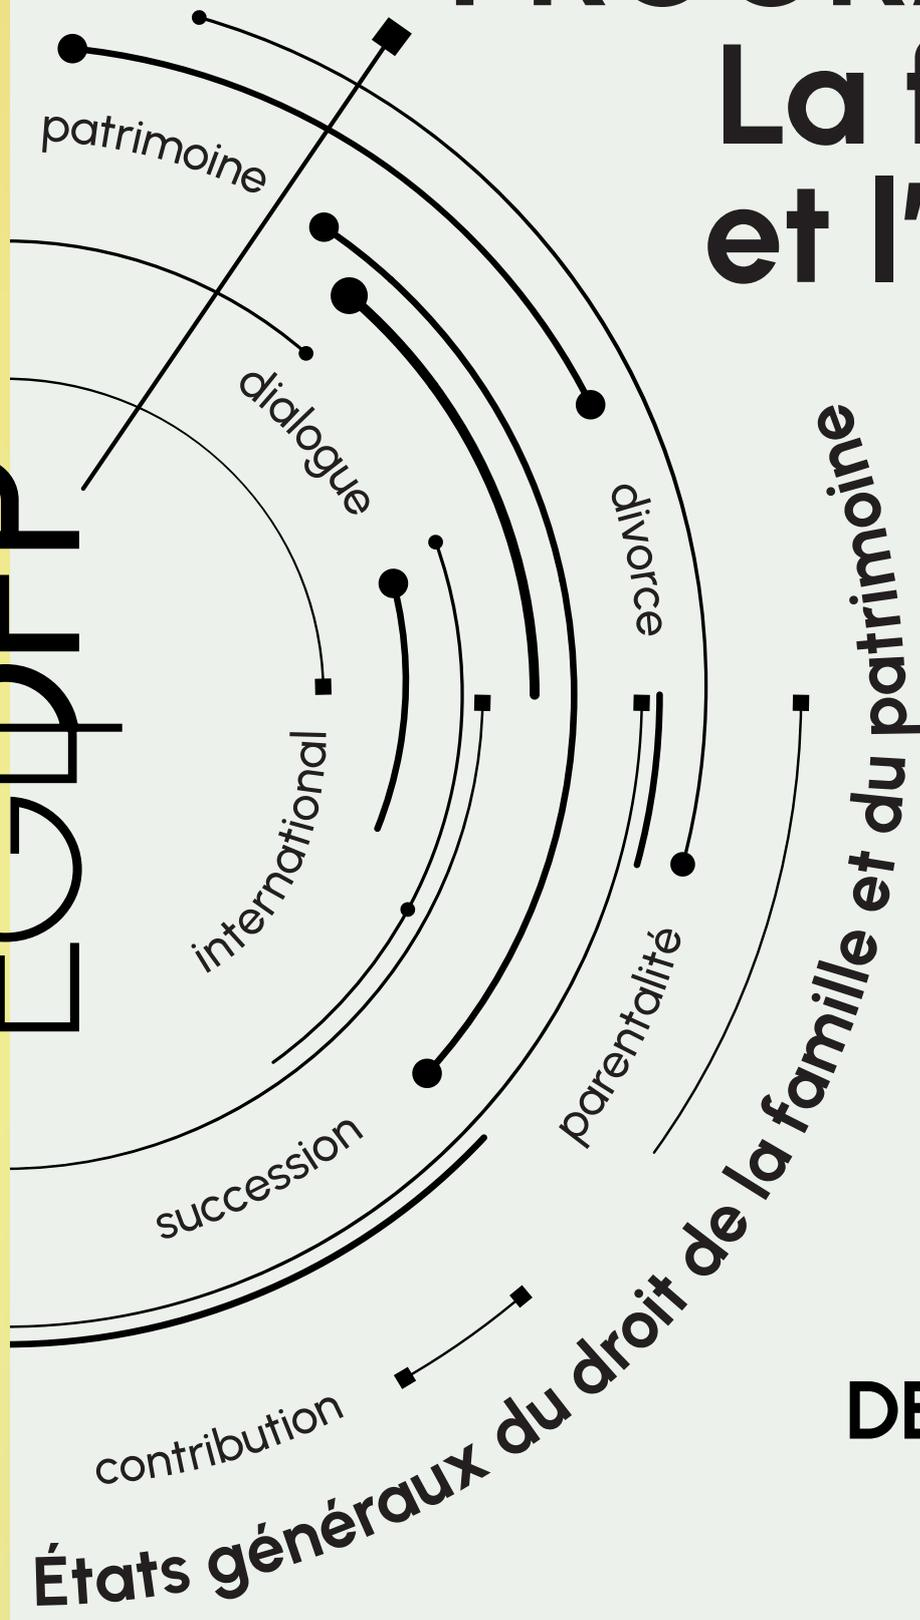 La
et l'
patrimoine
dialogue
divorce
EGDFP
international
parentalité
succession
contribution
États généraux du droit de la famille et du patrimoine
DE